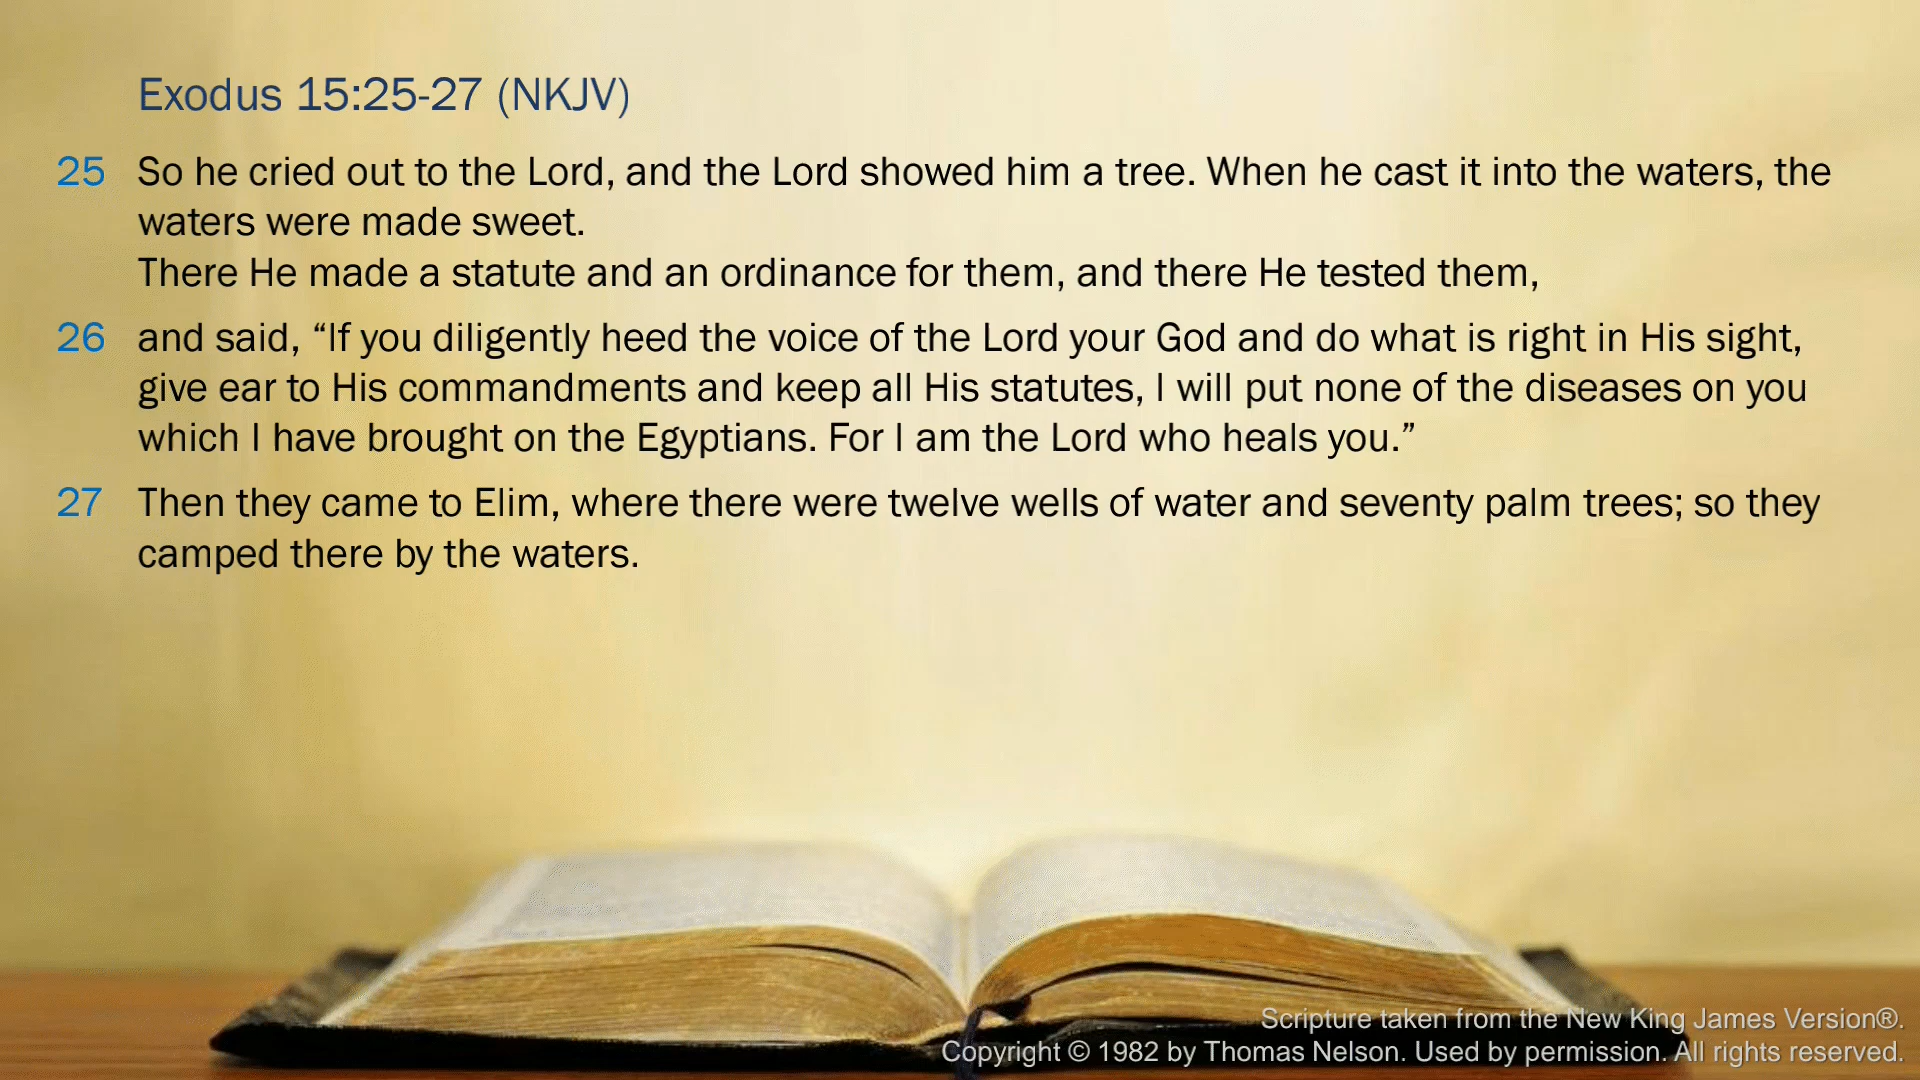 Exodus 15:25-27 (NKJV)
25 So he cried out to the Lord, and the Lord showed him a tree. When he cast it into the waters, the
waters were made sweet.
There He made a statute and an ordinance for them, and there He tested them,
26 and said, “If you diligently heed the voice of the Lord your God and do what is right in His sight,
give ear to His commandments and keep all His statutes, I will put none of the diseases on you
which I have brought on the Egyptians. For I am the Lord who heals you.”
27 Then they came to Elim, where there were twelve wells of water and seventy palm trees; so they
camped there by the waters.
Scripture taken from the New King James Version®.
Copyright © 1982 by Thomas Nelson. Used by permission. All rights reserved.